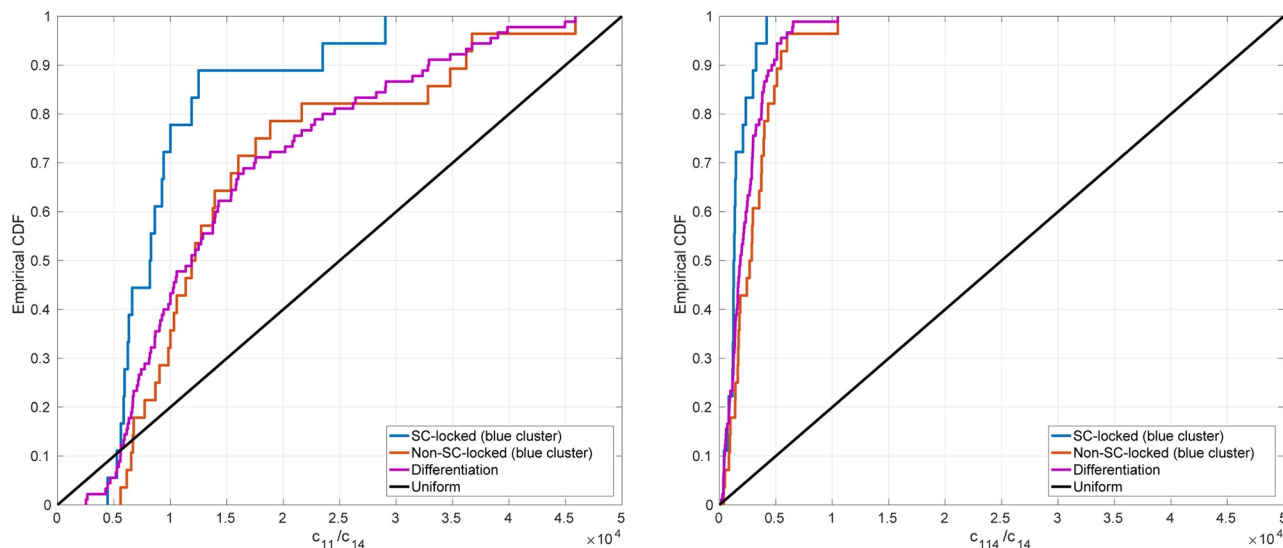 1
0.9
0.8
0.7
0.6
0.5
0.4
0.3
0.2
0.1
0
Empirical CDF
0 0.5 1 1.5 2 2.5 3 3.5 4 4.5 5
c11/c14
×10^4
SC-locked (blue cluster)
Non-SC-locked (blue cluster)
Differentiation
Uniform
1
0.9
0.8
0.7
0.6
0.5
0.4
0.3
0.2
0.1
0
Empirical CDF
0 0.5 1 1.5 2 2.5 3 3.5 4 4.5 5
c114/c14
×10^4
SC-locked (blue cluster)
Non-SC-locked (blue cluster)
Differentiation
Uniform